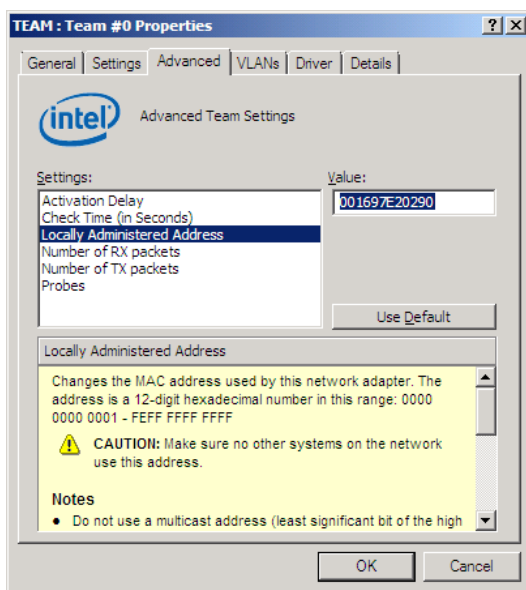 TEAM : Team #0 Properties
General Settings Advanced VLANs Driver Details
intel
Advanced Team Settings
Settings:
Value:
Activation Delay
Check Time (in Seconds)
Locally Administered Address
Number of RX packets
Number of TX packets
Probes
001697E20290
Use Default
Locally Administered Address
Changes the MAC address used by this network adapter. The
address is a 12-digit hexadecimal number in this range: 0000
0000 0001 - FEFF FFFF FFFF
CAUTION: Make sure no other systems on the network
use this address.
Notes
• Do not use a multicast address (least significant bit of the high
OK
Cancel